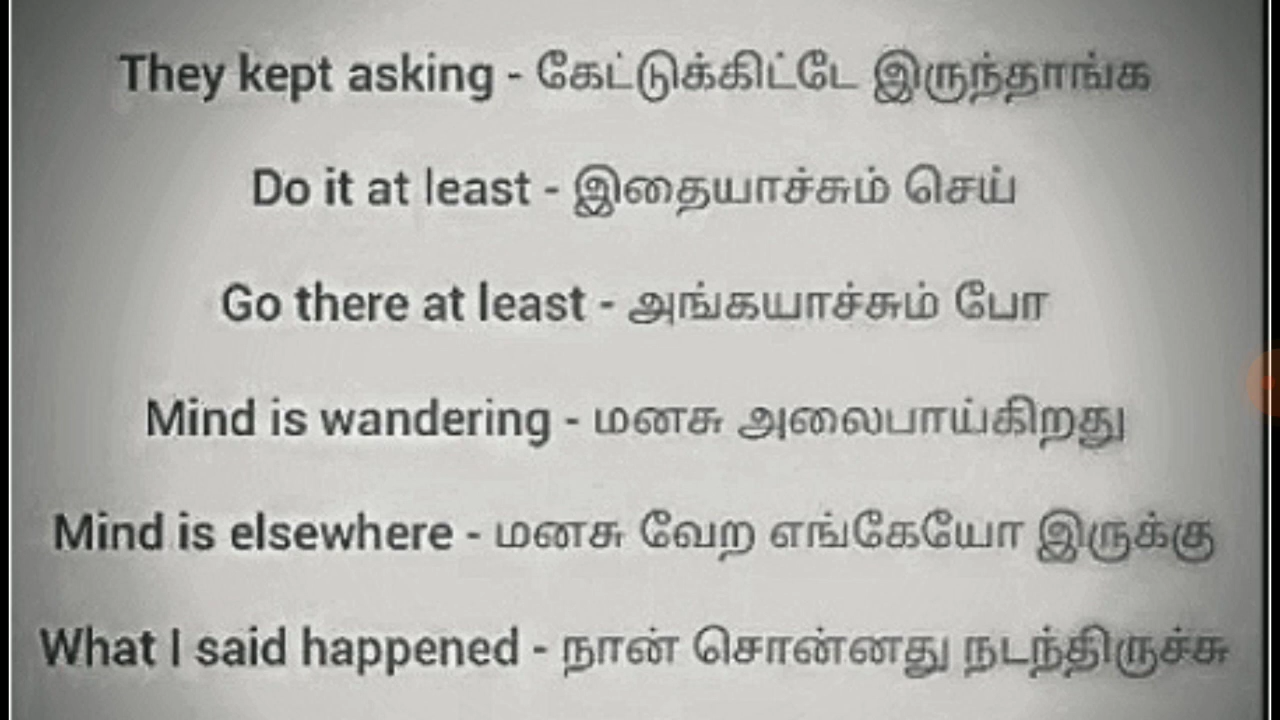 They kept asking - கேட்டுக்கிட்டே இருந்தாங்க
Do it at least - இதையாச்சும் செய்
Go there at least - அங்கயாச்சும் போ
Mind is wandering - மனசு அலைபாய்கிறது
Mind is elsewhere - மனசு வேற எங்கேயோ இருக்கு
What I said happened - நான் சொன்னது நடந்திருச்சு